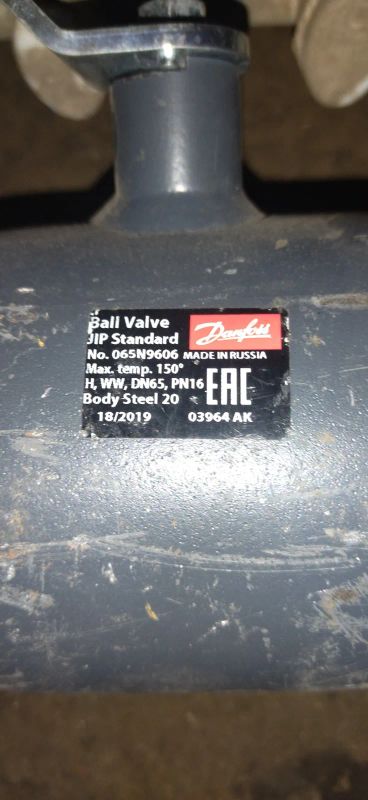 Ball Valve
JIP Standard
Danfoss
No. 065N9606 MADE IN RUSSIA
Max. temp. 150°
H, WW, DN65, PN16
EAC
Body Steel 20
18/2019 03964 AK